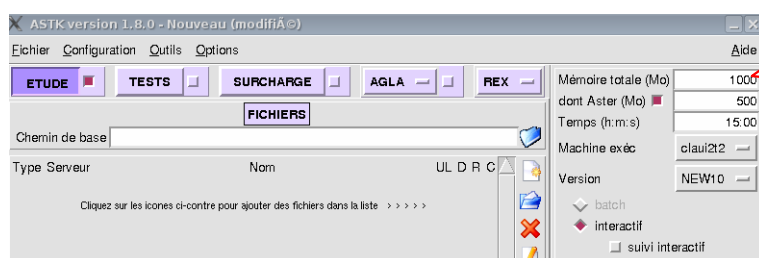 ASTK version 1.8.0 - Nouveau (modifiÃ©)
Fichier Configuration Outils Options Aide
ETUDE TESTS SURCHARGE AGLA REX
FICHIERS
Chemin de base
Type Serveur Nom UL D R C
Cliquez sur les icones ci-contre pour ajouter des fichiers dans la liste > > > > >
Mémoire totale (Mo) 1000
dont Aster (Mo) 500
Temps (h:m:s) 15:00
Machine exéc claui2t2
Version NEW10
batch
interactif
suivi interactif